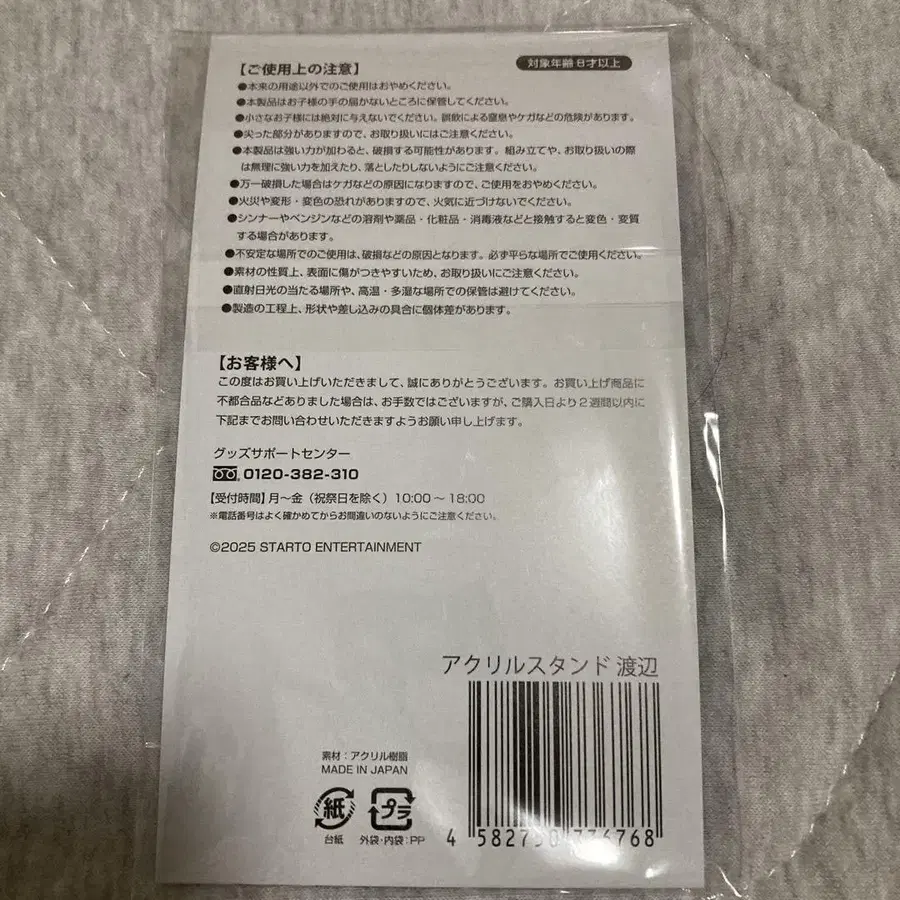 【ご使用上の注意】
対象年齢6才以上
●本来の用途以外でのご使用はおやめください。
●本製品はお子様の手の届かないところに保管してください。
●小さなお子様には絶対に与えないでください。誤飲による窒息やケガなどの危険があります。
●尖った部分がありますので、お取り扱いにはご注意ください。
●本製品は強い力が加わると、破損する可能性があります。組み立てや、お取り扱いの際
は無理に強い力を加えたり、落としたりしないようにご注意ください。
●万一破損した場合はケガなどの原因になりますので、ご使用をおやめください。
●火災や変形・変色の恐れがありますので、火気に近づけないでください。
●シンナーやベンジンなどの溶剤や薬品・化粧品・消毒液などと接触すると変色・変質
する場合があります。
●不安定な場所でのご使用は、破損などの原因となります。必ず平らな場所でご使用ください。
●素材の性質上、表面に傷がつきやすいため、お取り扱いにご注意ください。
●直射日光の当たる場所や、高温・多湿な場所での保管は避けてください。
●製造の工程上、形状や差し込みの具合に個体差があります。
【お客様へ】
この度はお買い上げいただきまして、誠にありがとうございます。お買い上げ商品に
不都合品などありました場合は、お手数ではございますが、ご購入日より2週間以内に
下記までお問い合わせいただきますようお願い申し上げます。
グッズサポートセンター
0120-382-310
【受付時間】月～金（祝祭日を除く）10:00～18:00
※電話番号はよく確かめてからお間違いのないようにご注意ください。
©2025 STARTO ENTERTAINMENT
アクリルスタンド 渡辺
素材：アクリル樹脂
MADE IN JAPAN
紙
プラ
台紙
外袋・内袋：PP